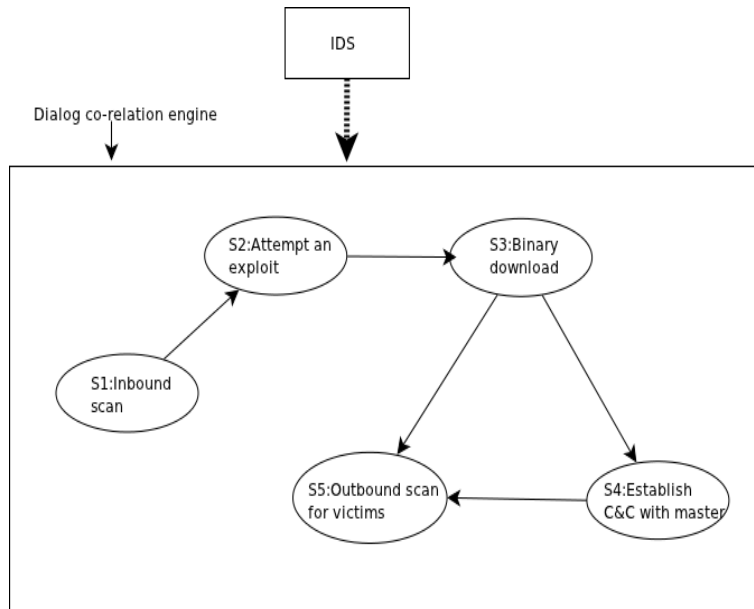 IDS
Dialog co-relation engine
S2:Attempt an
exploit
S3:Binary
download
S1:Inbound
scan
S5:Outbound scan
for victims
S4:Establish
C&C with master